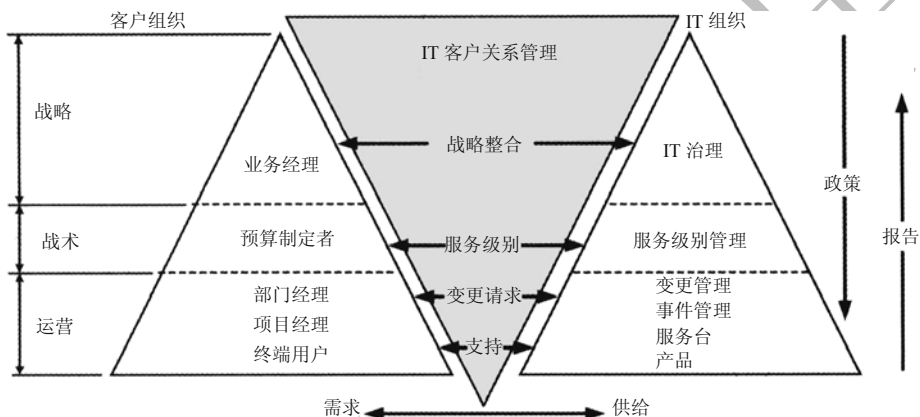 客户组织
IT 组织
IT 客户关系管理
战略
战略整合
业务经理
IT 治理
政策
战术
预算制定者
服务级别
服务级别管理
报告
运营
部门经理
项目经理
终端用户
变更请求
支持
变更管理
事件管理
服务台
产品
需求
供给